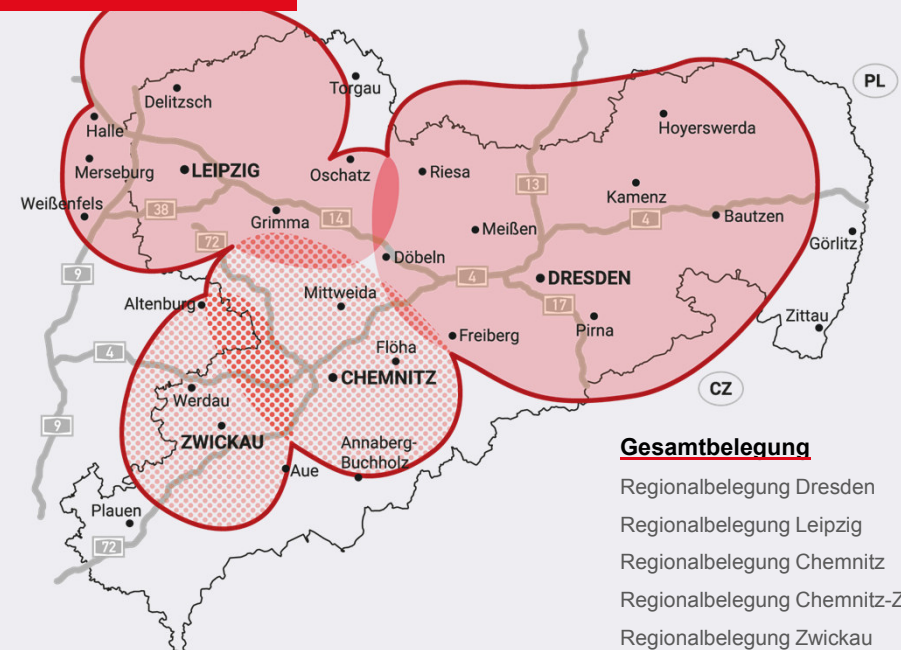 Torgau
PL
Delitzsch
Halle
Hoyerswerda
Merseburg
LEIPZIG
Oschatz
Riesa
13
Kamenz
Weißenfels
38
Grimma
14
4
Bautzen
Meißen
72
Görlitz
Döbeln
9
4
DRESDEN
Mittweida
Altenburg
17
Pirna
Zittau
Freiberg
4
Flöha
CHEMNITZ
CZ
Werdau
9
ZWICKAU
Annaberg-
Buchholz
Aue
Plauen
72
Gesamtbelegung
Regionalbelegung Dresden
Regionalbelegung Leipzig
Regionalbelegung Chemnitz
Regionalbelegung Chemnitz-Z
Regionalbelegung Zwickau